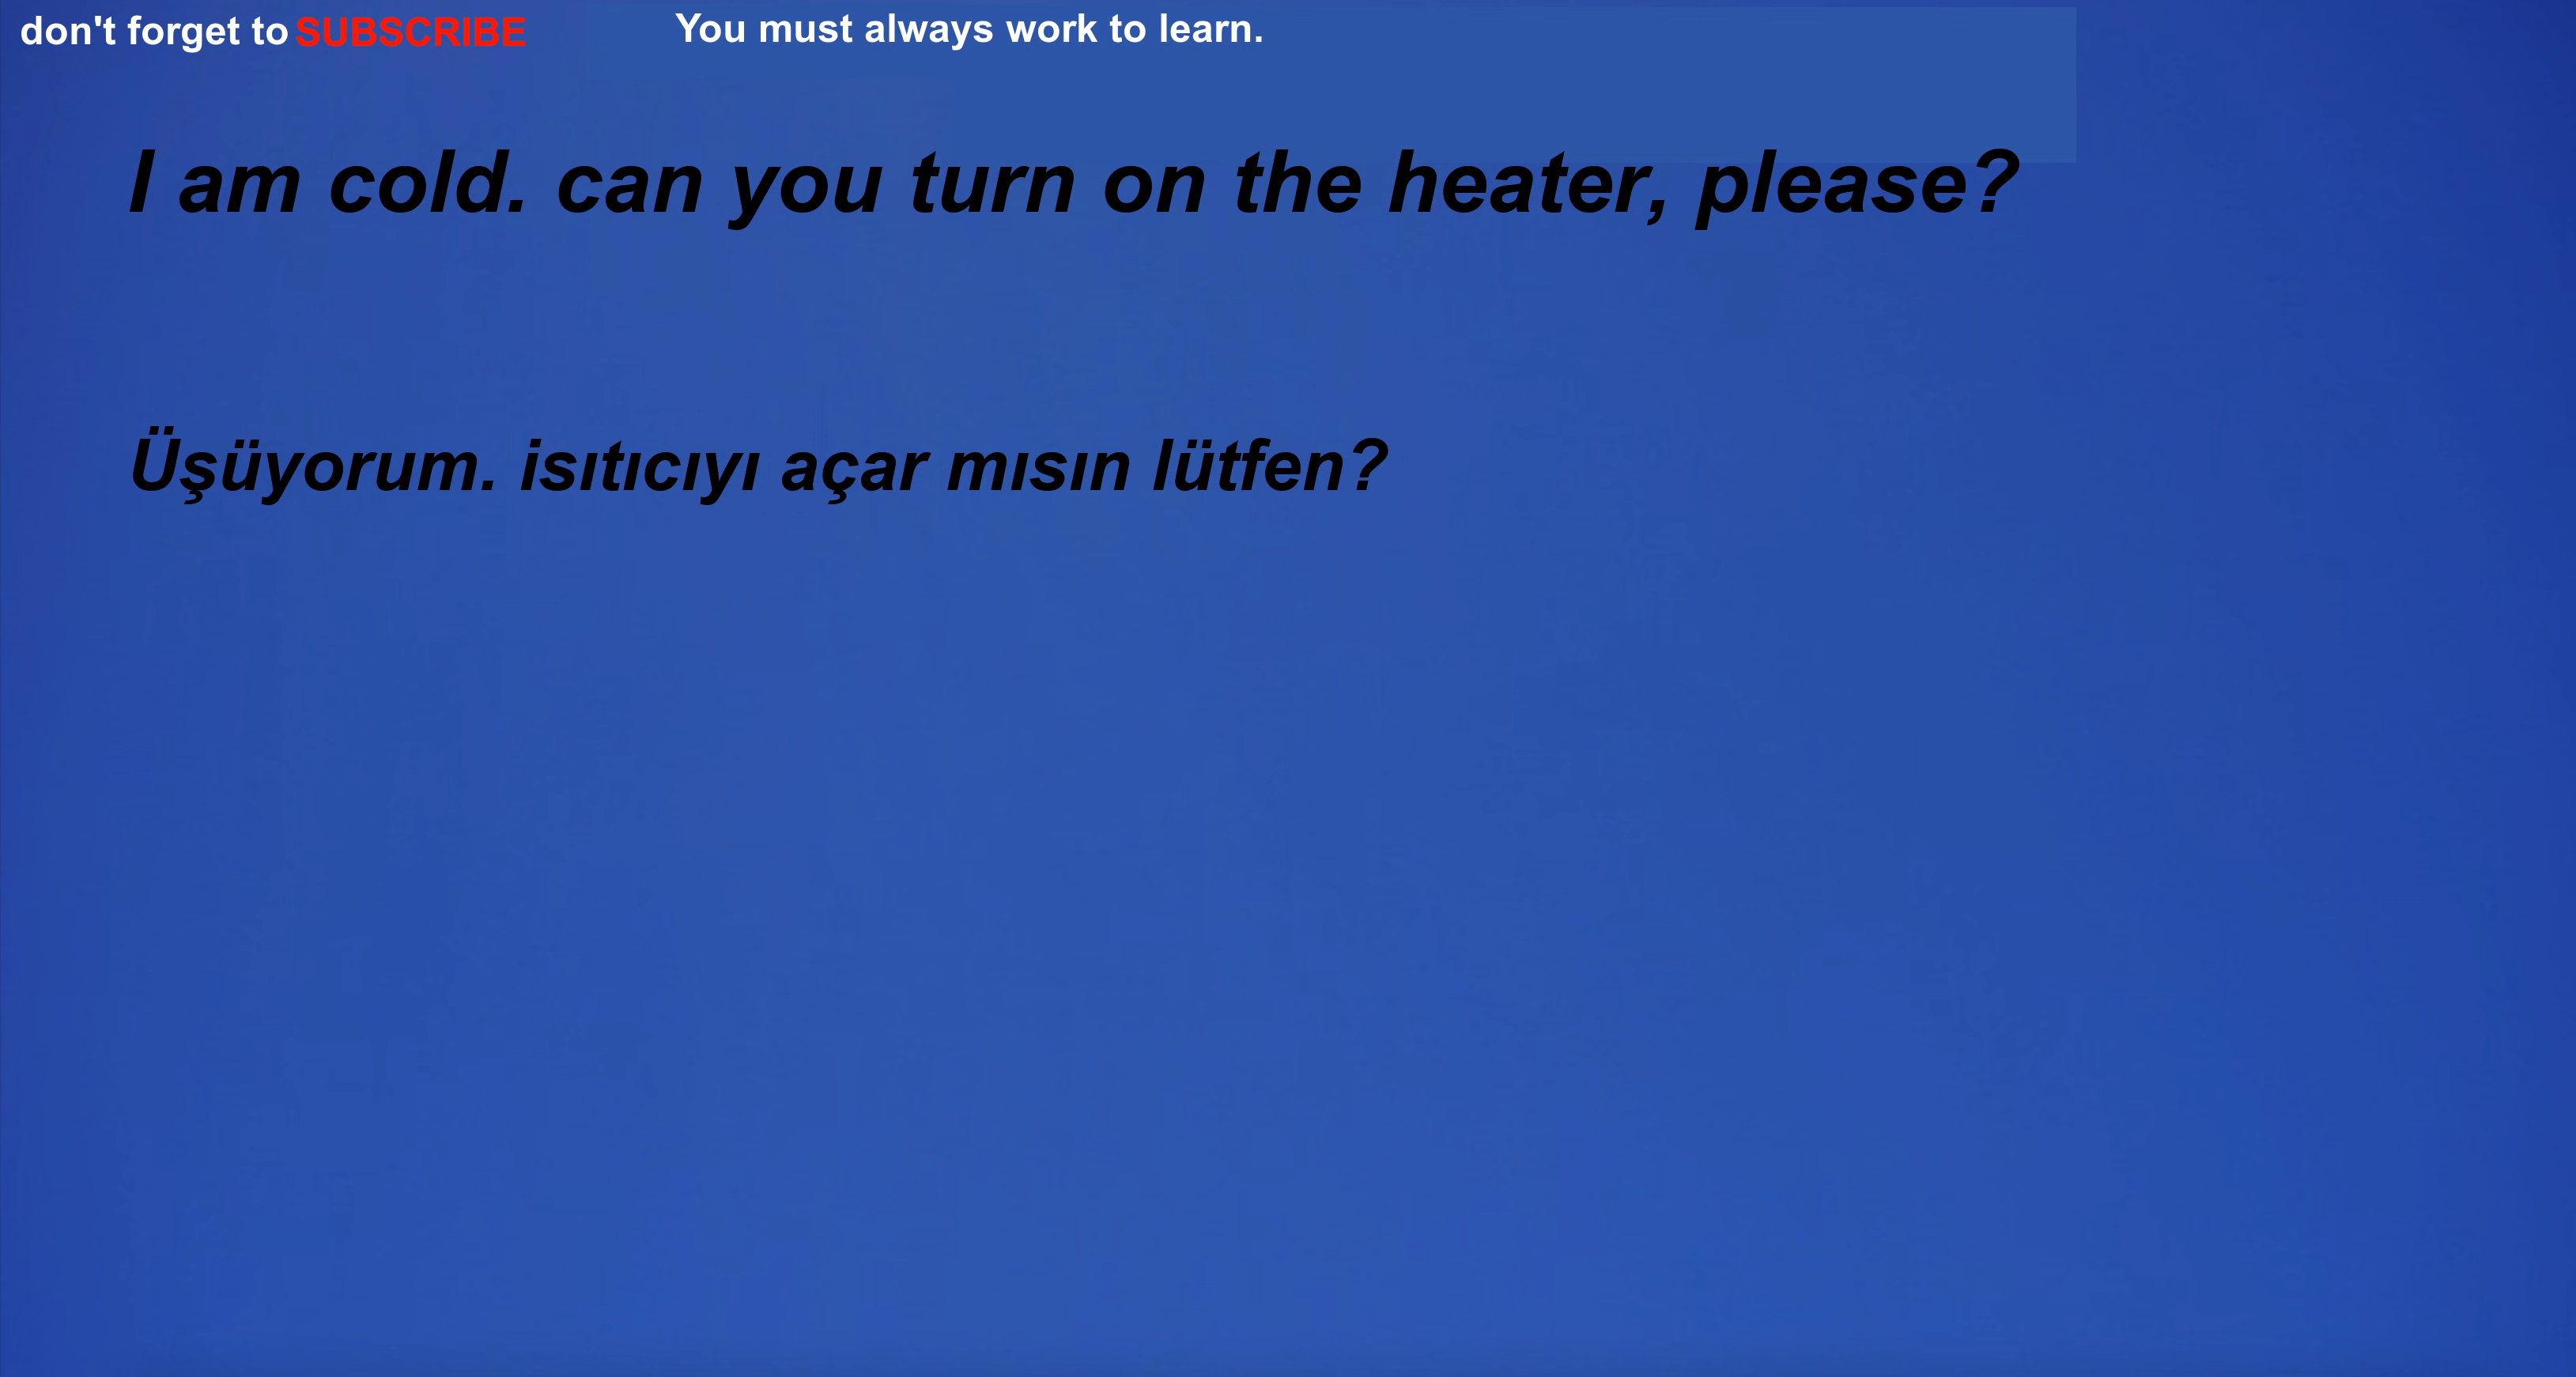 don't forget to SUBSCRIBE You must always work to learn.
I am cold. can you turn on the heater, please?
Üşüyorum. isıtıcıyı açar mısın lütfen?